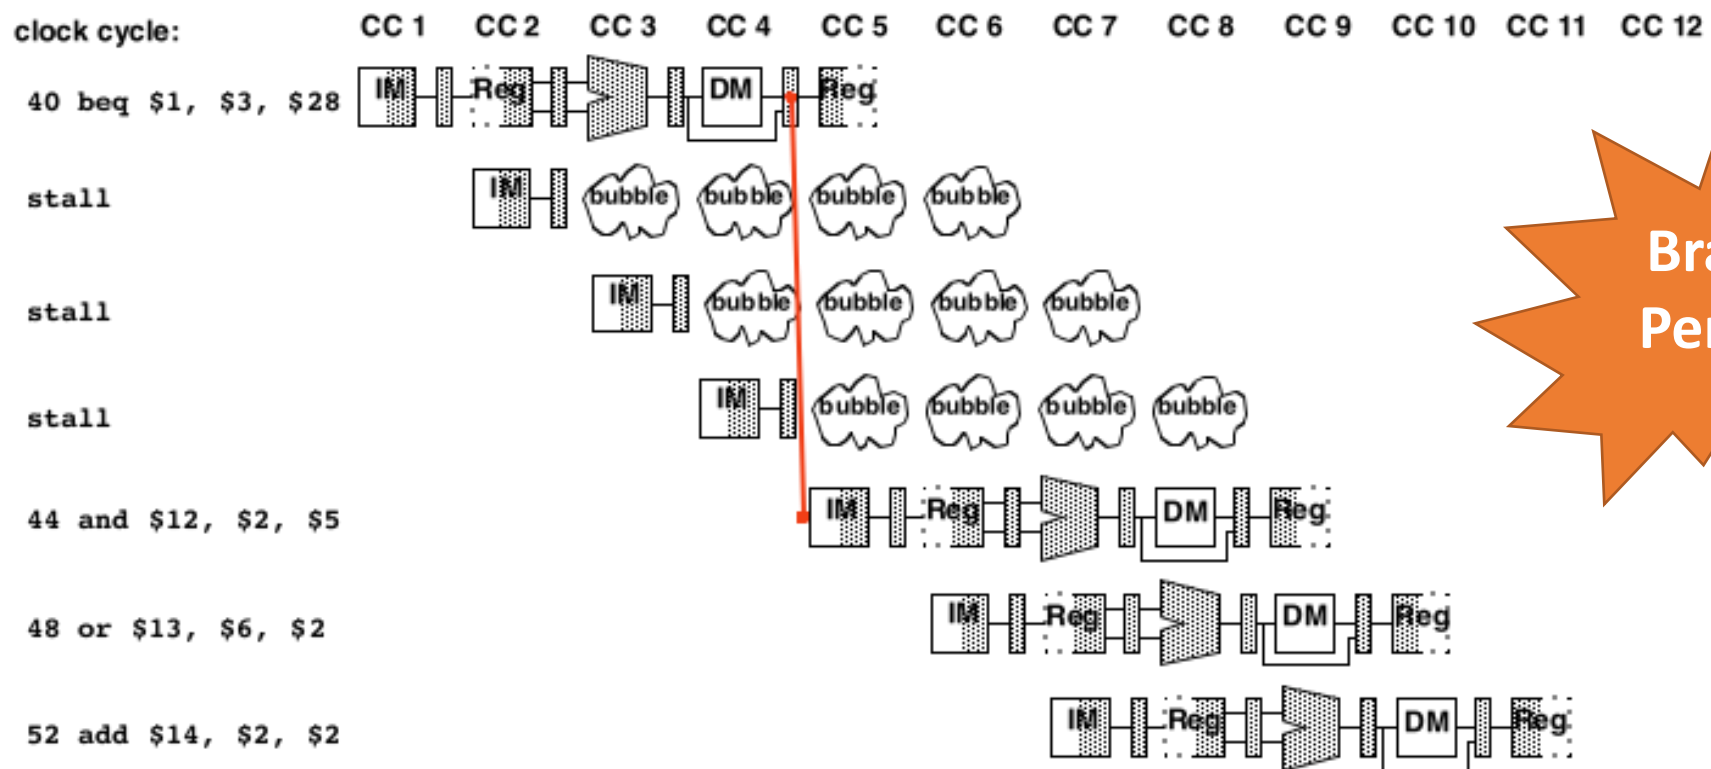 clock cycle: CC 1 CC 2 CC 3 CC 4 CC 5 CC 6 CC 7 CC 8 CC 9 CC 10 CC 11 CC 12
40 beq $1, $3, $28 IM Reg DM Reg
stall IM bubble bubble bubble bubble
stall IM bubble bubble bubble bubble
stall IM bubble bubble bubble bubble
44 and $12, $2, $5 IM Reg DM Reg
48 or $13, $6, $2 IM Reg DM Reg
52 add $14, $2, $2 IM Reg DM Reg